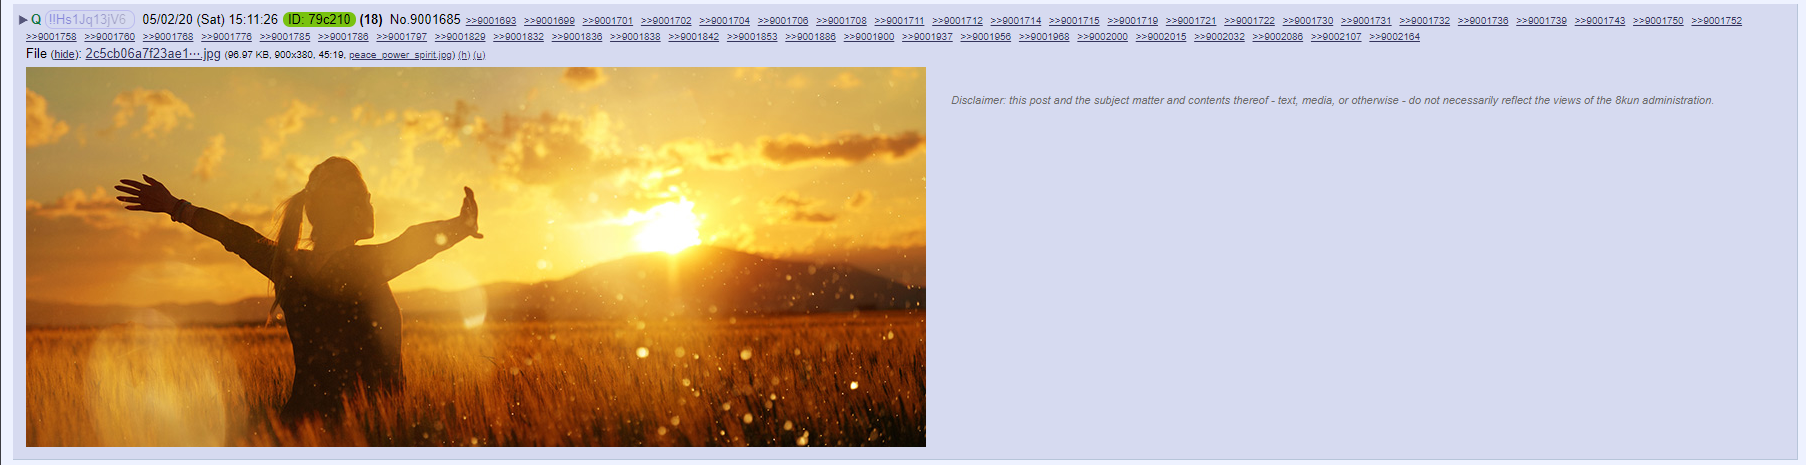 ▶ Q !!Hs1Jq13jV6 05/02/20 (Sat) 15:11:26 ID: 79c210 (18) No.9001685 >>9001693 >>9001699 >>9001701 >>9001702 >>9001704 >>9001706 >>9001708 >>9001711 >>9001712 >>9001714 >>9001715 >>9001719 >>9001721 >>9001722 >>9001730 >>9001731 >>9001732 >>9001736 >>9001739 >>9001743 >>9001750 >>9001752
>>9001758 >>9001760 >>9001768 >>9001776 >>9001785 >>9001786 >>9001797 >>9001829 >>9001832 >>9001836 >>9001838 >>9001842 >>9001853 >>9001886 >>9001900 >>9001937 >>9001956 >>9001968 >>9002000 >>9002015 >>9002032 >>9002086 >>9002107 >>9002164
File (hide): 2c5cb06a7f23ae1⋯.jpg (96.97 KB, 900x380, 45:19, peace_power_spirit.jpg) (h) (u)
Disclaimer: this post and the subject matter and contents thereof - text, media, or otherwise - do not necessarily reflect the views of the 8kun administration.